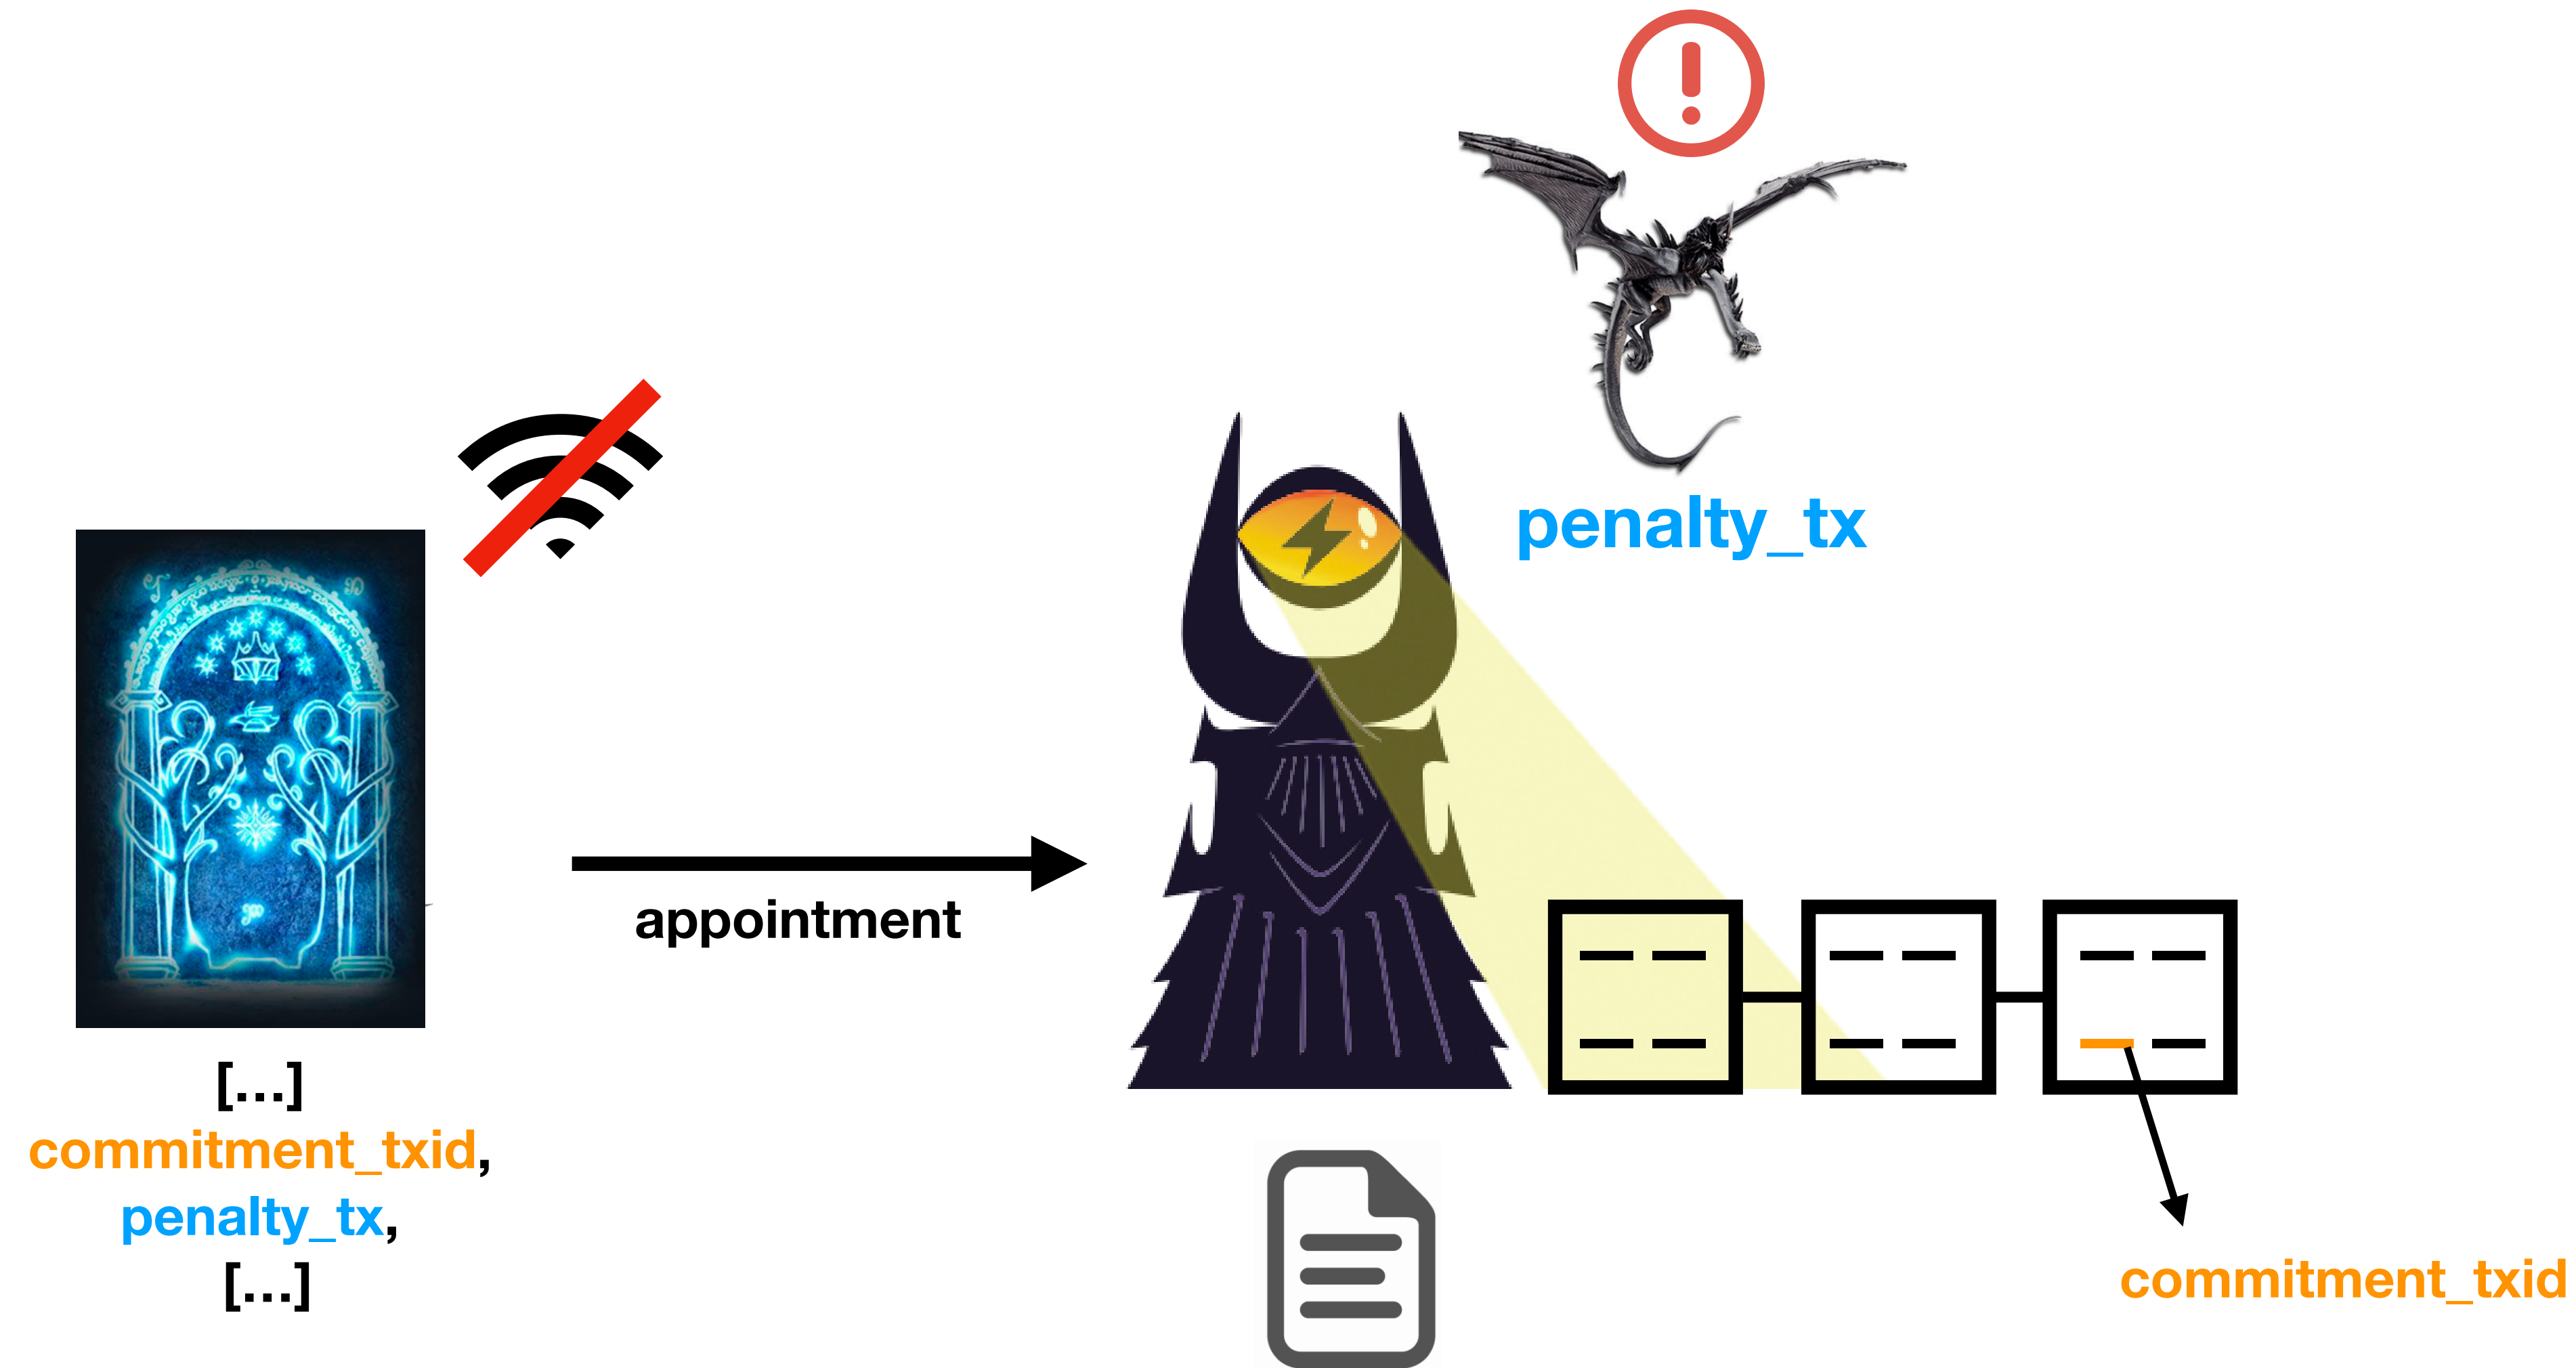 penalty_tx
appointment
[...]
commitment_txid,
penalty_tx,
[...]
commitment_txid